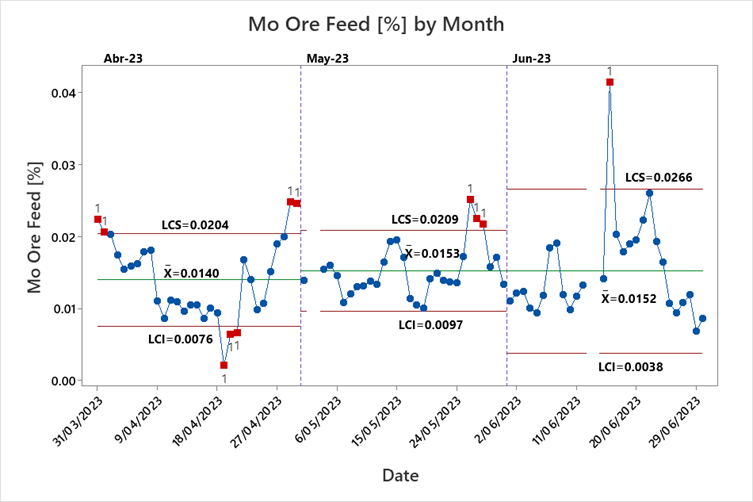 Mo Ore Feed [%] by Month
Abr-23
May-23
Jun-23
Mo Ore Feed [%]
0.04
0.03
0.02
0.01
0.00
1
1
LCS=0.0204
X̄=0.0140
LCI=0.0076
1
1
1
1
1
LCS=0.0209
X̄=0.0153
LCI=0.0097
1
1
1
1
LCS=0.0266
X̄=0.0152
LCI=0.0038
31/03/2023
9/04/2023
18/04/2023
27/04/2023
6/05/2023
15/05/2023
24/05/2023
2/06/2023
11/06/2023
20/06/2023
29/06/2023
Date